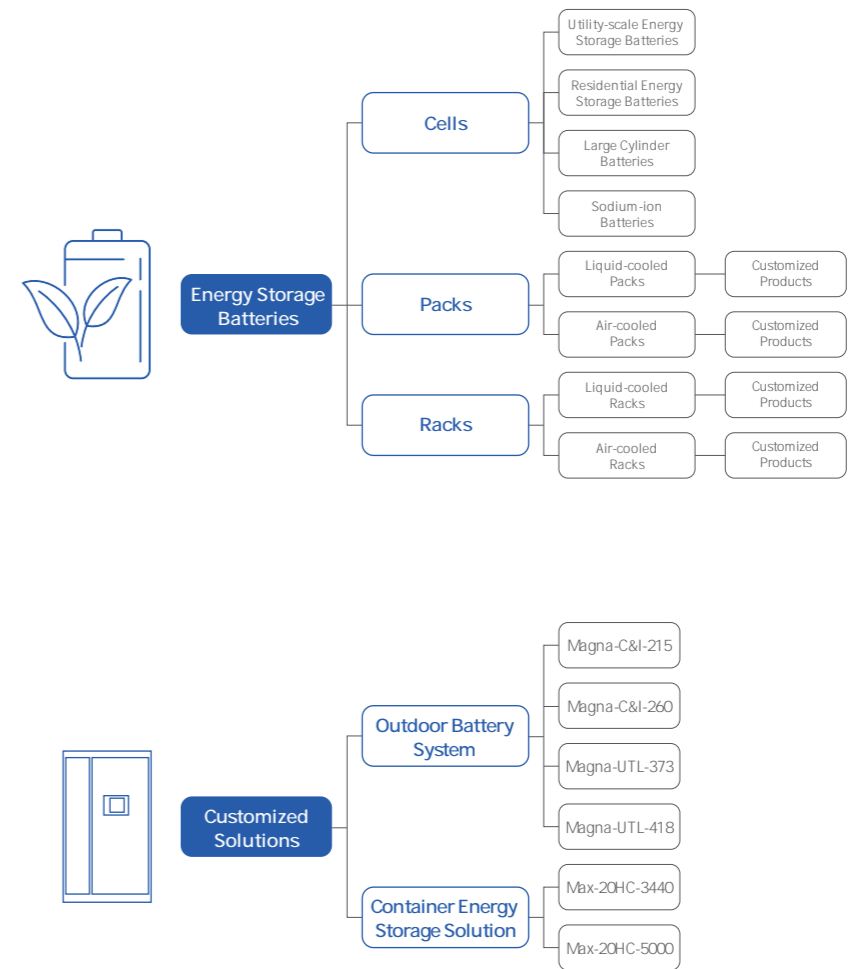 Utility-scale Energy
Storage Batteries
Residential Energy
Storage Batteries
Cells
Large Cylinder
Batteries
Sodium-ion
Batteries
Energy Storage
Batteries
Packs
Liquid-cooled
Packs
Customized
Products
Air-cooled
Packs
Customized
Products
Racks
Liquid-cooled
Racks
Customized
Products
Air-cooled
Racks
Customized
Products
Magna-C&I-215
Magna-C&I-260
Outdoor Battery
System
Magna-UTL-373
Magna-UTL-418
Customized
Solutions
Container Energy
Storage Solution
Max-20HC-3440
Max-20HC-5000